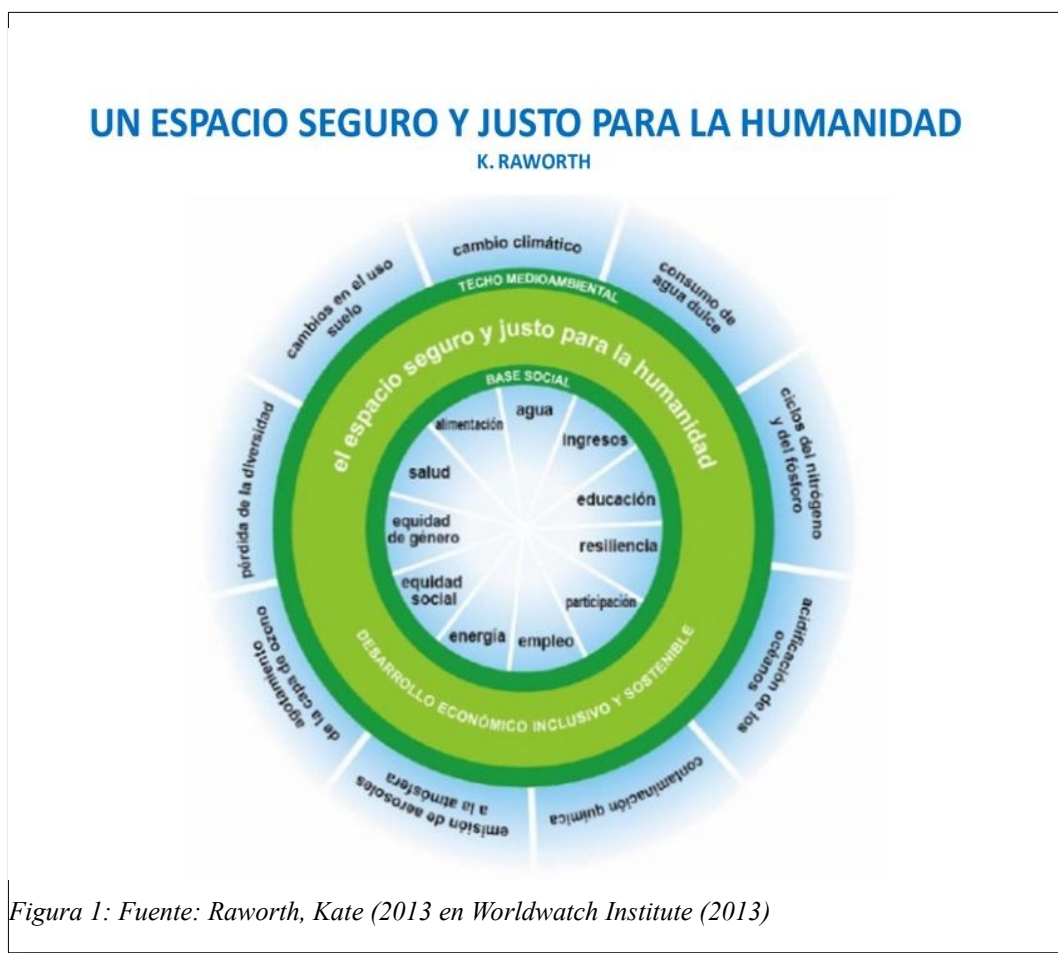 UN ESPACIO SEGURO Y JUSTO PARA LA HUMANIDAD
K. RAWORTH
cambio climático
consumo de
agua dulce
ciclos del nitrógeno
y del fósforo
acidificación de los
océanos
contaminación química
emisión de aerosoles
a la atmósfera
agotamiento
de la capa de ozono
pérdida de la diversidad
cambios en el uso
suelo
TECHO MEDIOAMBIENTAL
el espacio seguro y justo para la humanidad
BASE SOCIAL
agua
ingresos
educación
resiliencia
participación
empleo
energía
equidad
social
equidad
de género
salud
alimentación
DESARROLLO ECONÓMICO INCLUSIVO Y SOSTENIBLE
Figura 1: Fuente: Raworth, Kate (2013 en Worldwatch Institute (2013)